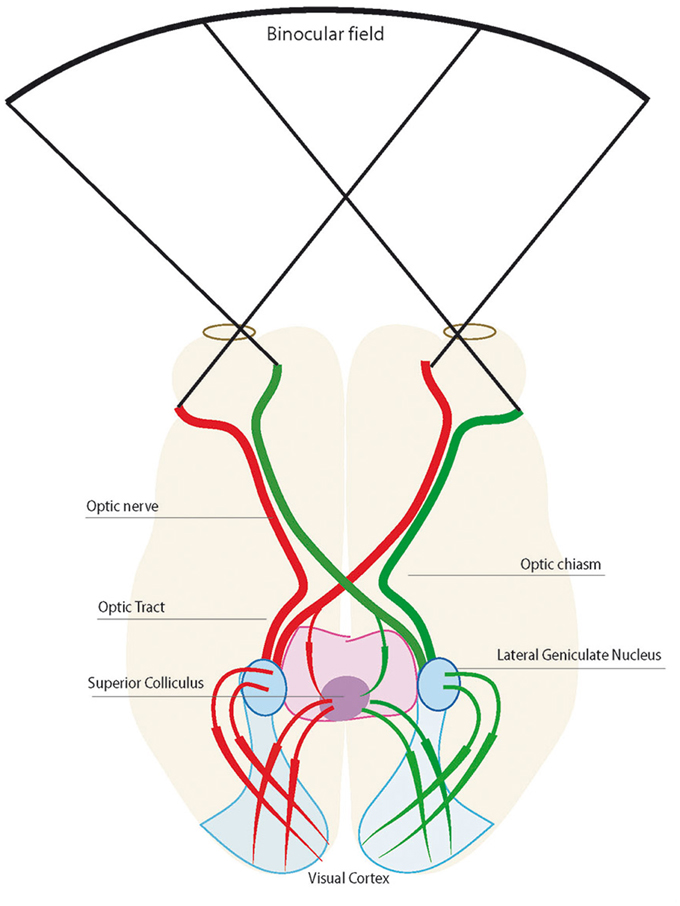 Binocular field
Optic nerve
Optic chiasm
Optic Tract
Lateral Geniculate Nucleus
Superior Colliculus
Visual Cortex